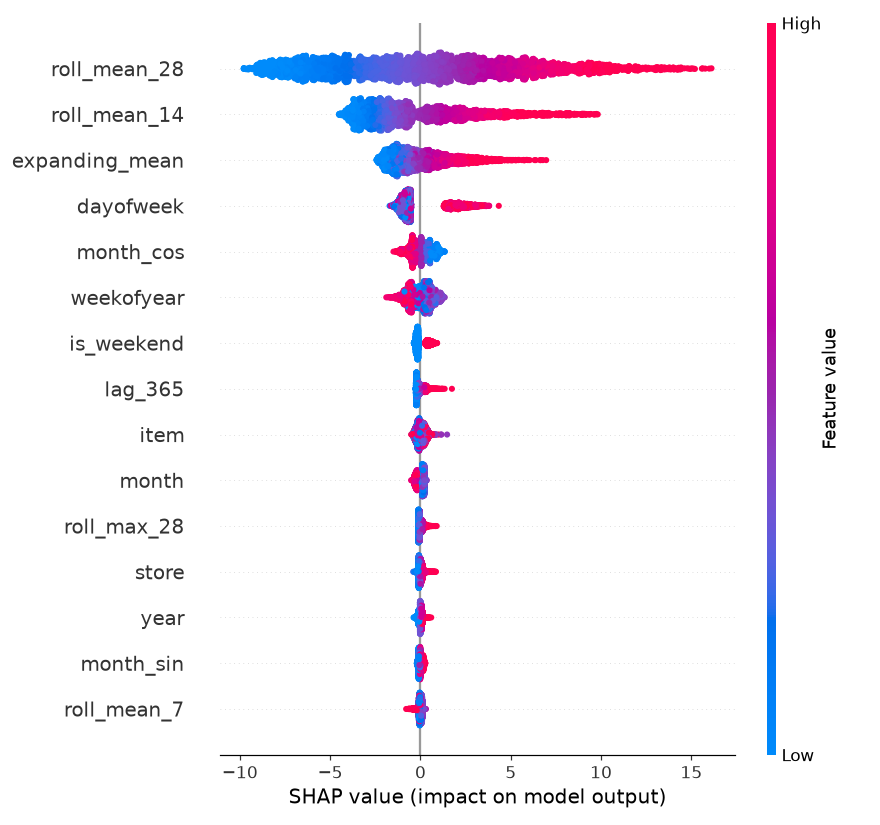 High
roll_mean_28
roll_mean_14
expanding_mean
dayofweek
month_cos
weekofyear
is_weekend
lag_365
item
month
roll_max_28
store
year
month_sin
roll_mean_7
Feature value
Low
−10 −5 0 5 10 15
SHAP value (impact on model output)